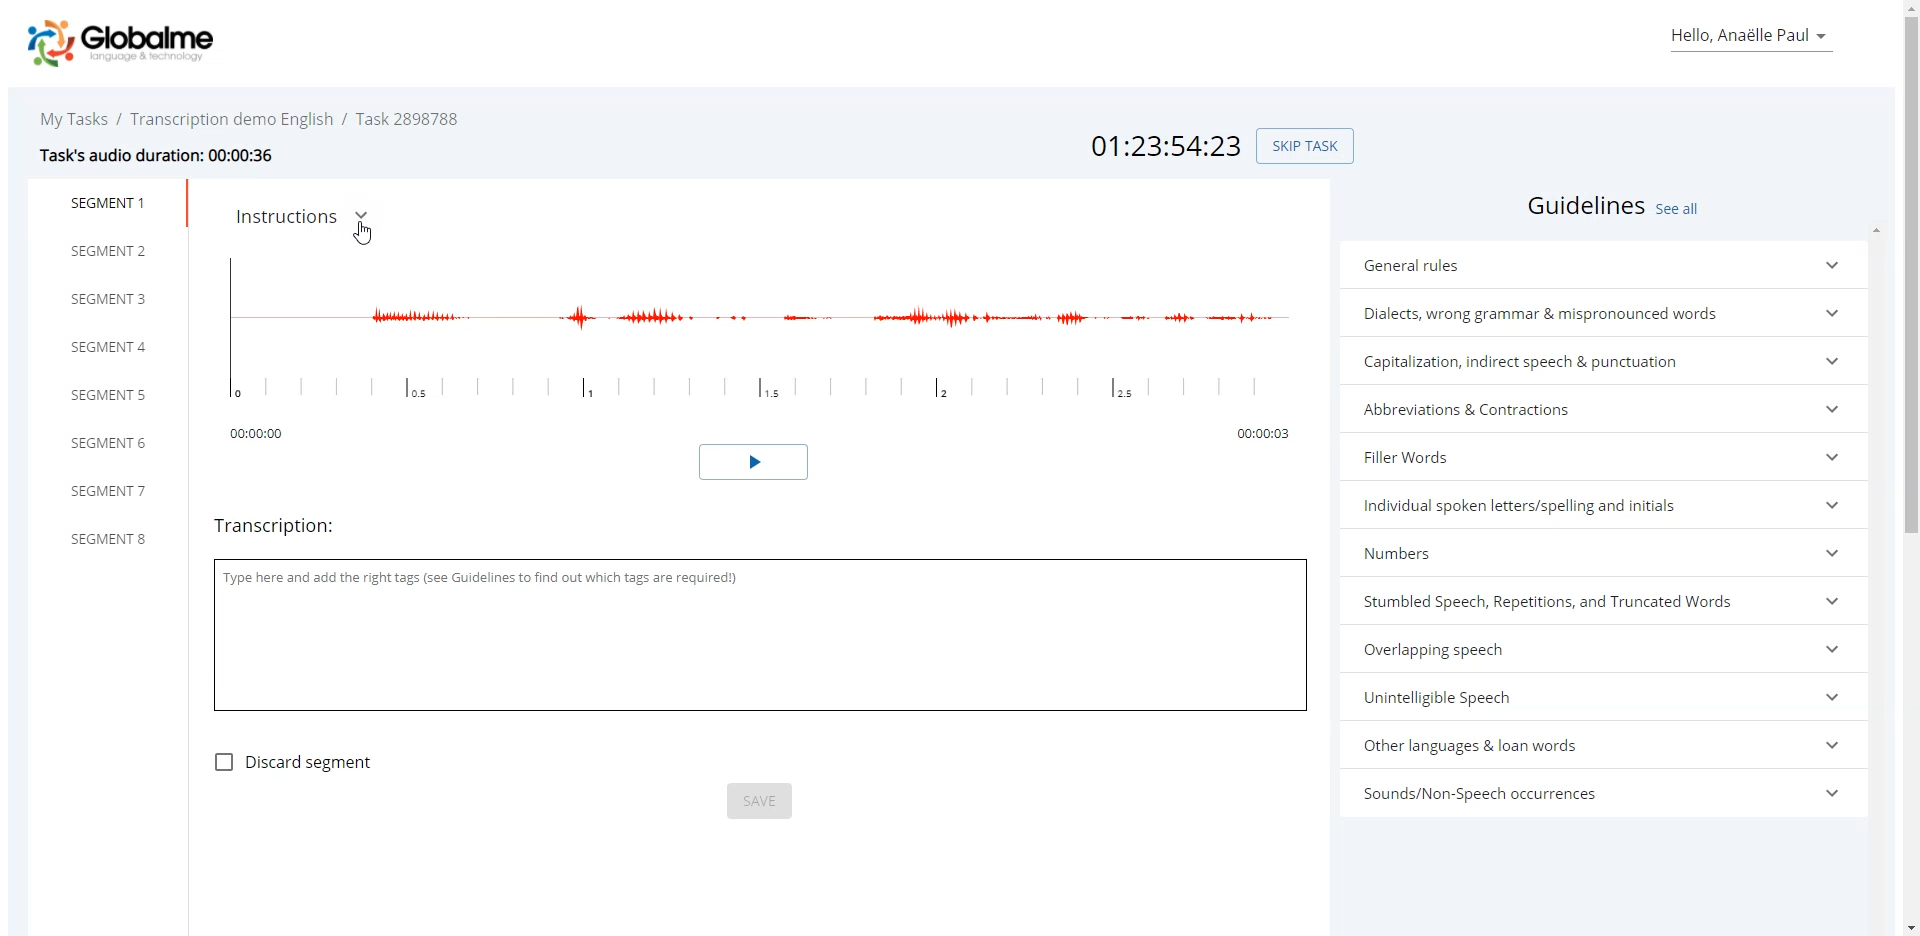 Globalme
language & technology
Hello, Anaëlle Paul
My Tasks / Transcription demo English / Task 2898788
Task's audio duration: 00:00:36
01:23:54:23
SKIP TASK
SEGMENT 1
SEGMENT 2
SEGMENT 3
SEGMENT 4
SEGMENT 5
SEGMENT 6
SEGMENT 7
SEGMENT 8
Instructions
0 0.5 1 1.5 2 2.5
00:00:00 00:00:03
Transcription:
Type here and add the right tags (see Guidelines to find out which tags are required!)
Discard segment
SAVE
Guidelines See all
General rules
Dialects, wrong grammar & mispronounced words
Capitalization, indirect speech & punctuation
Abbreviations & Contractions
Filler Words
Individual spoken letters/spelling and initials
Numbers
Stumbled Speech, Repetitions, and Truncated Words
Overlapping speech
Unintelligible Speech
Other languages & loan words
Sounds/Non-Speech occurrences